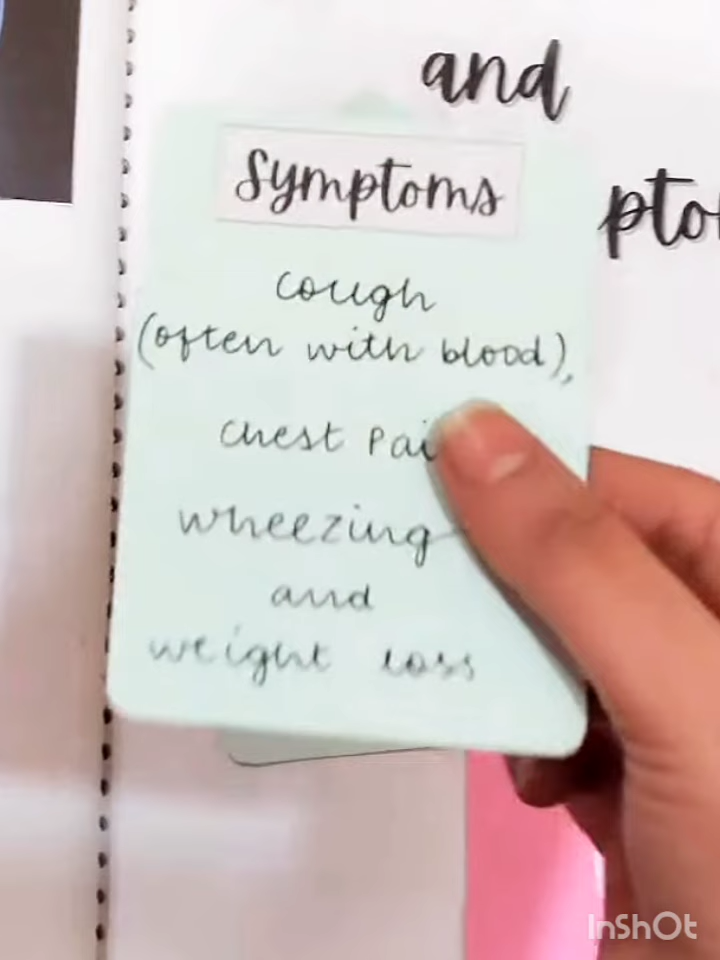 and
Symptoms
pto
cough
(often with blood),
chest pai
wheezing
and
weight loss
InShOt